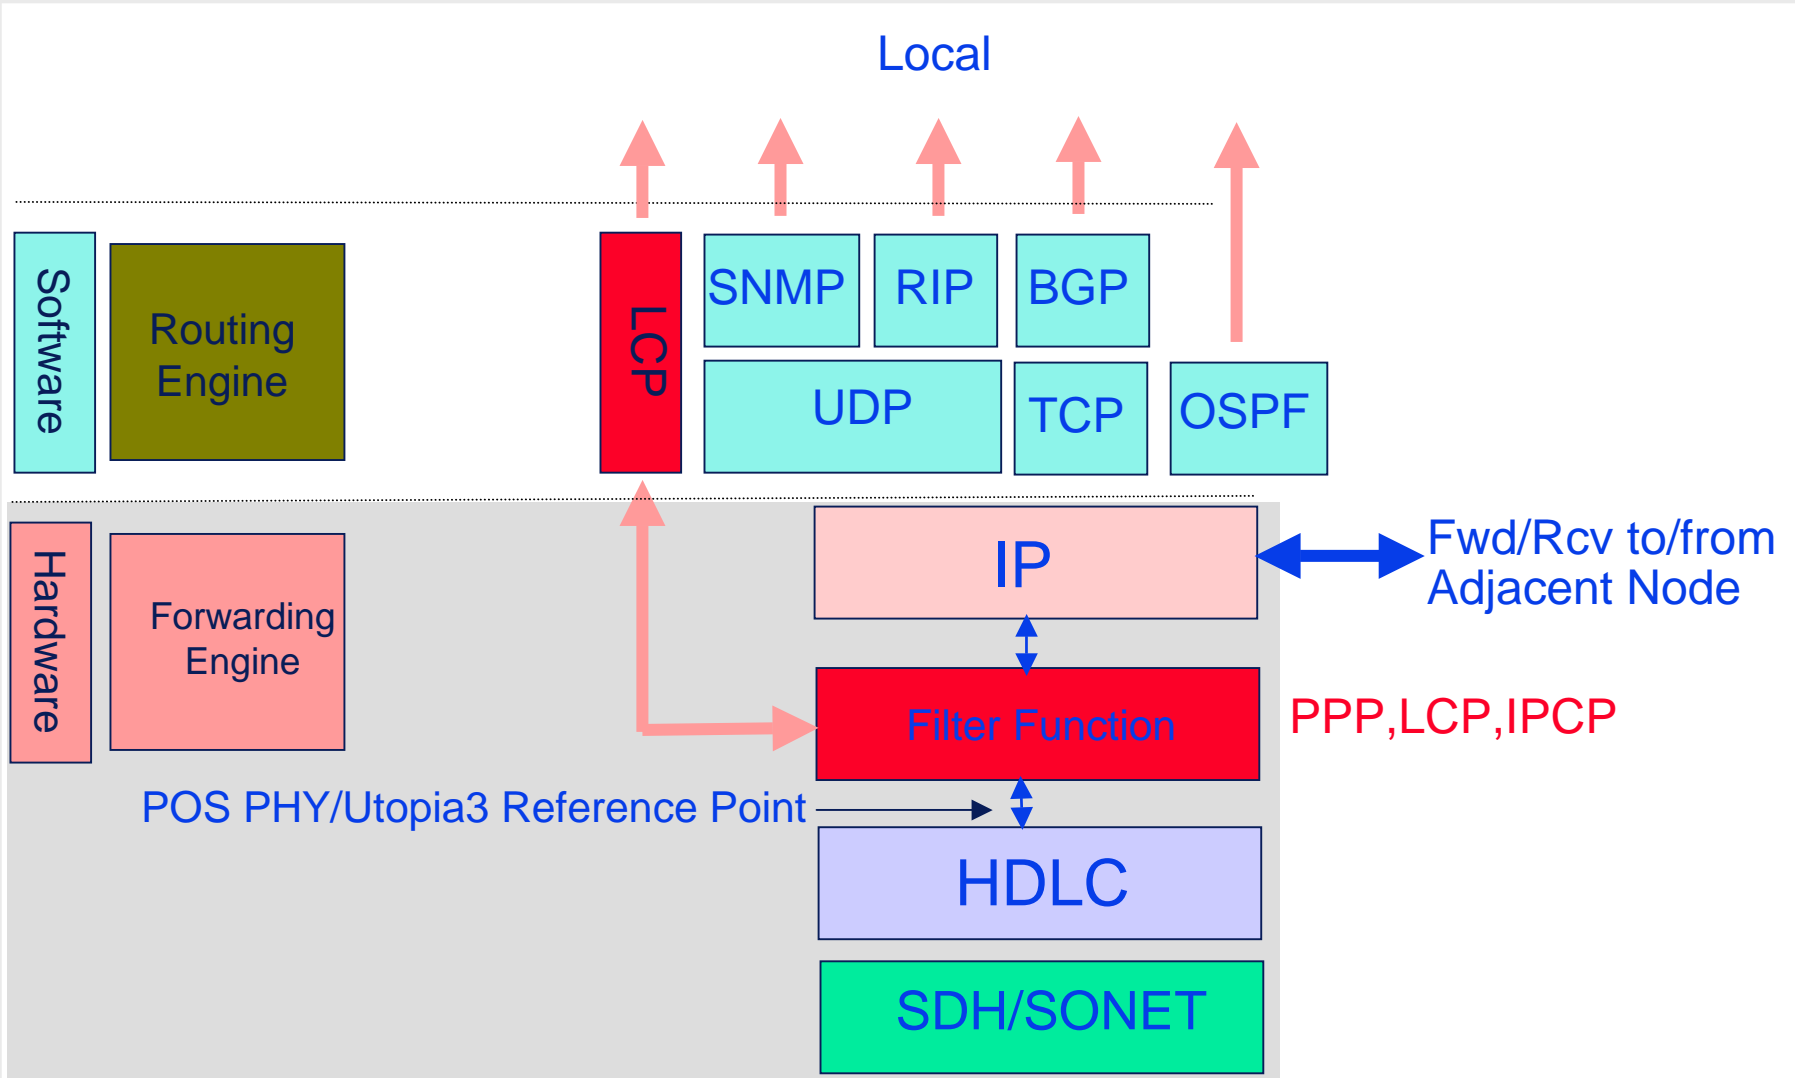 Local
Software
Routing
Engine
LCP
SNMP
RIP
BGP
UDP
TCP
OSPF
Hardware
Forwarding
Engine
IP
Fwd/Rcv to/from
Adjacent Node
Filter Function
PPP,LCP,IPCP
POS PHY/Utopia3 Reference Point
HDLC
SDH/SONET